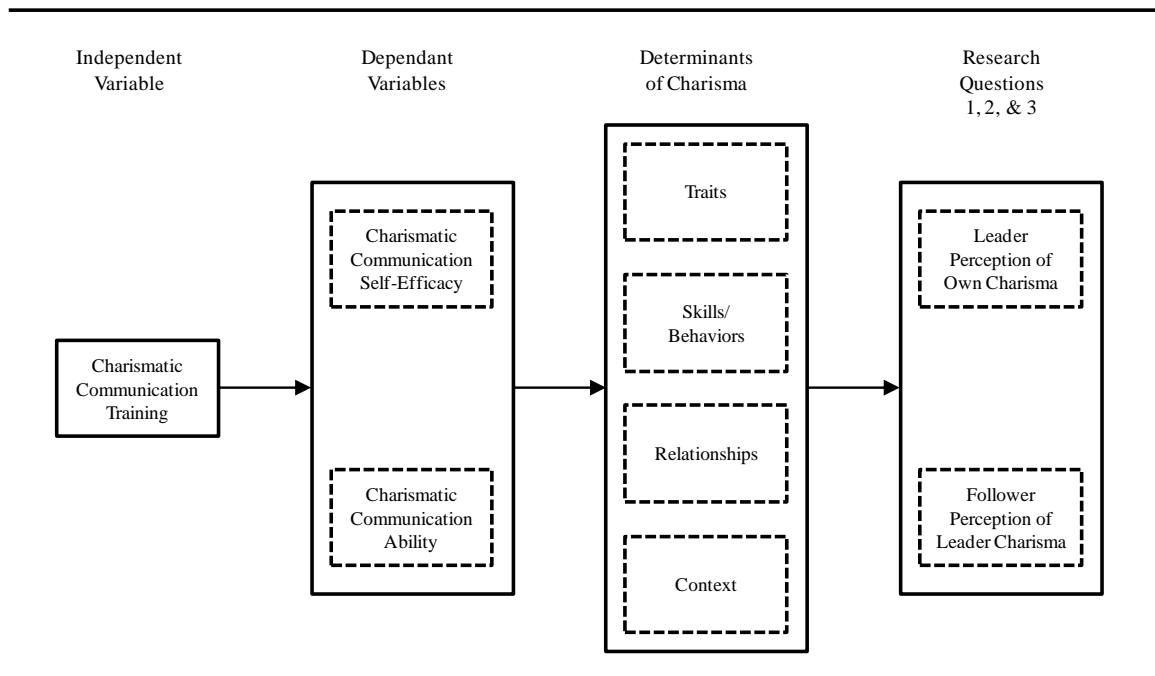 Independent
Variable
Dependant
Variables
Determinants
of Charisma
Research
Questions
1, 2, & 3
Charismatic
Communication
Training
Charismatic
Communication
Self-Efficacy
Charismatic
Communication
Ability
Traits
Skills/
Behaviors
Relationships
Context
Leader
Perception of
Own Charisma
Follower
Perception of
Leader Charisma